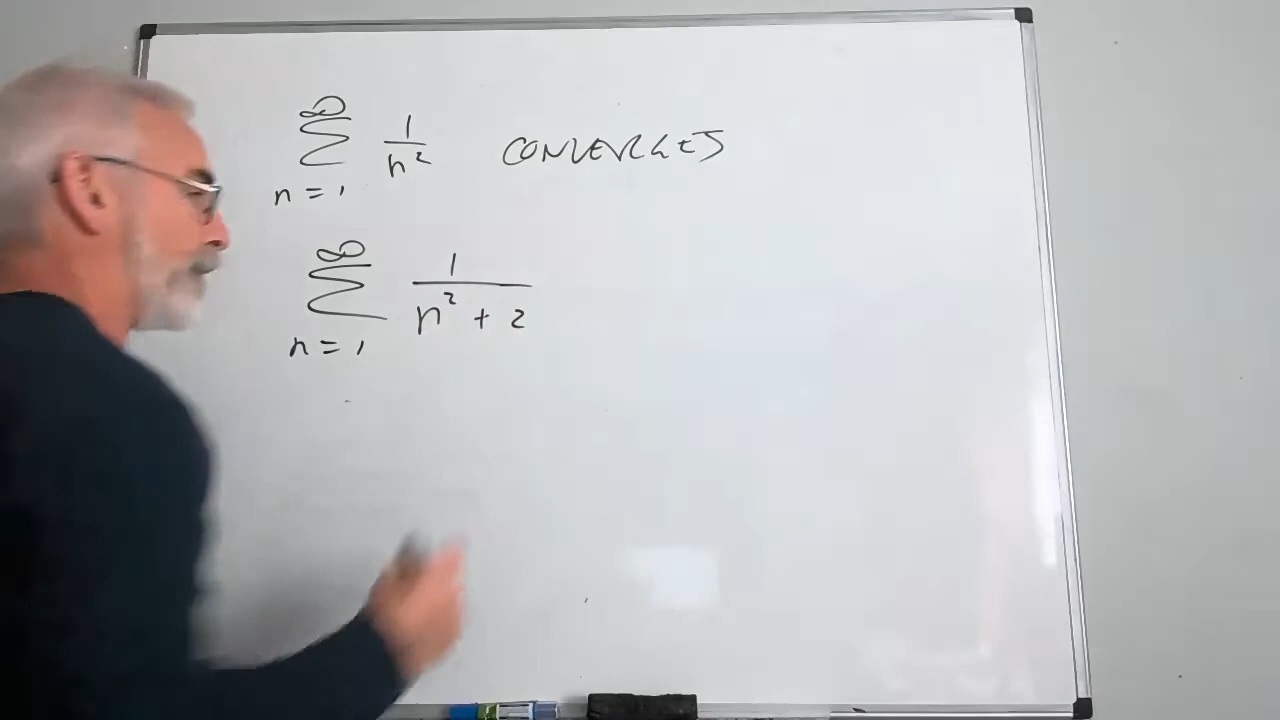 ∞
∑ 1/n² CONVERGES
n = 1
∞
∑ 1/(n² + 2)
n = 1